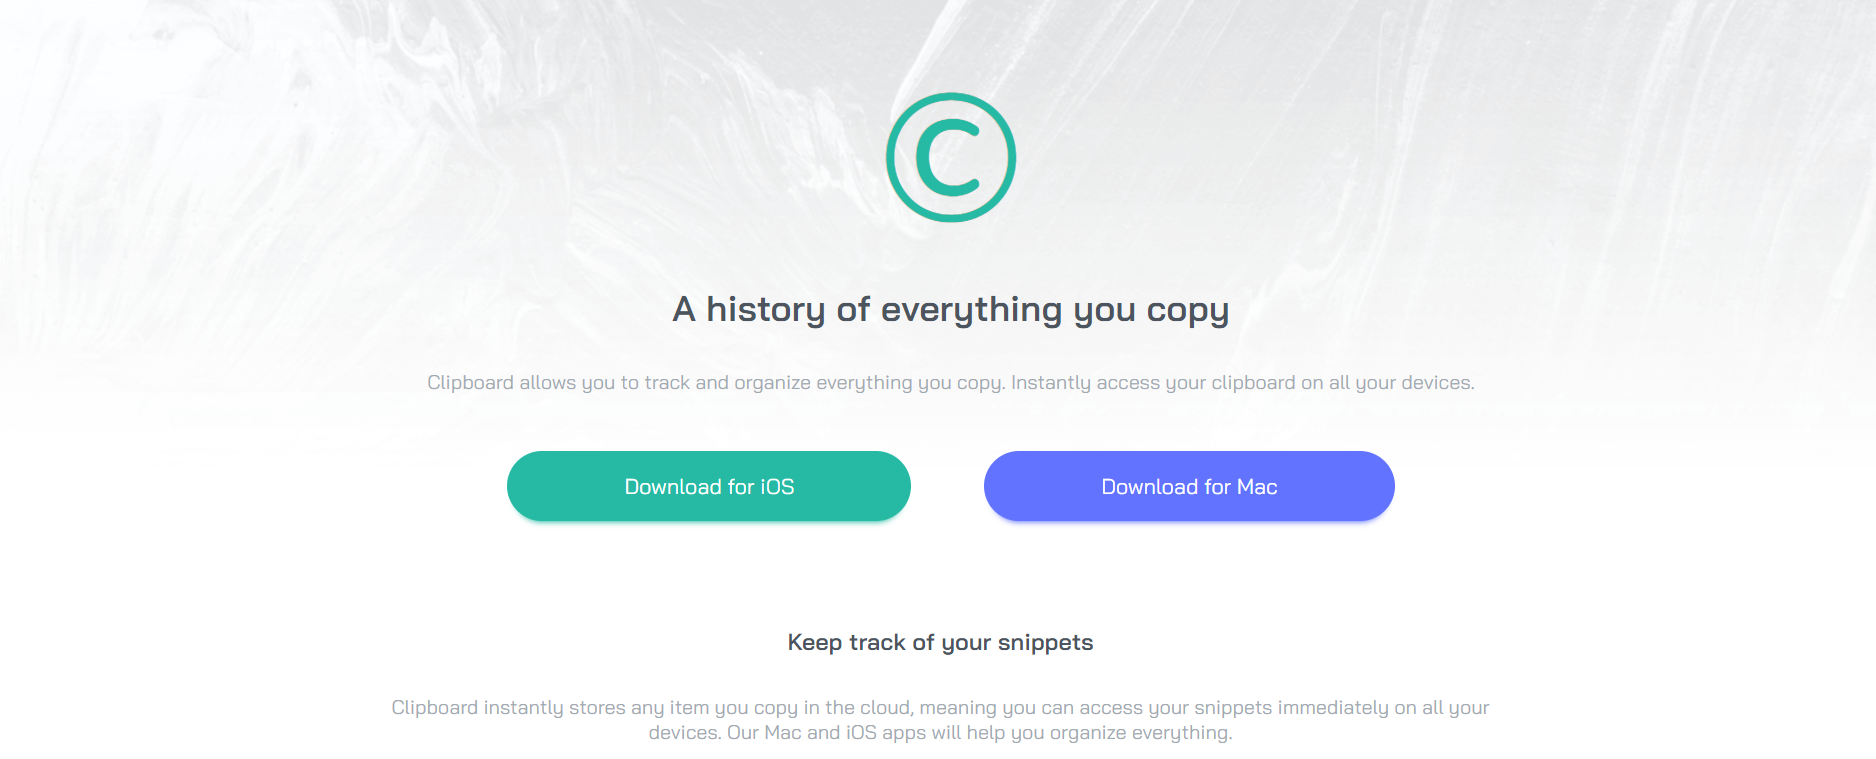 C
A history of everything you copy
Clipboard allows you to track and organize everything you copy. Instantly access your clipboard on all your devices.
Download for iOS
Download for Mac
Keep track of your snippets
Clipboard instantly stores any item you copy in the cloud, meaning you can access your snippets immediately on all your
devices. Our Mac and iOS apps will help you organize everything.